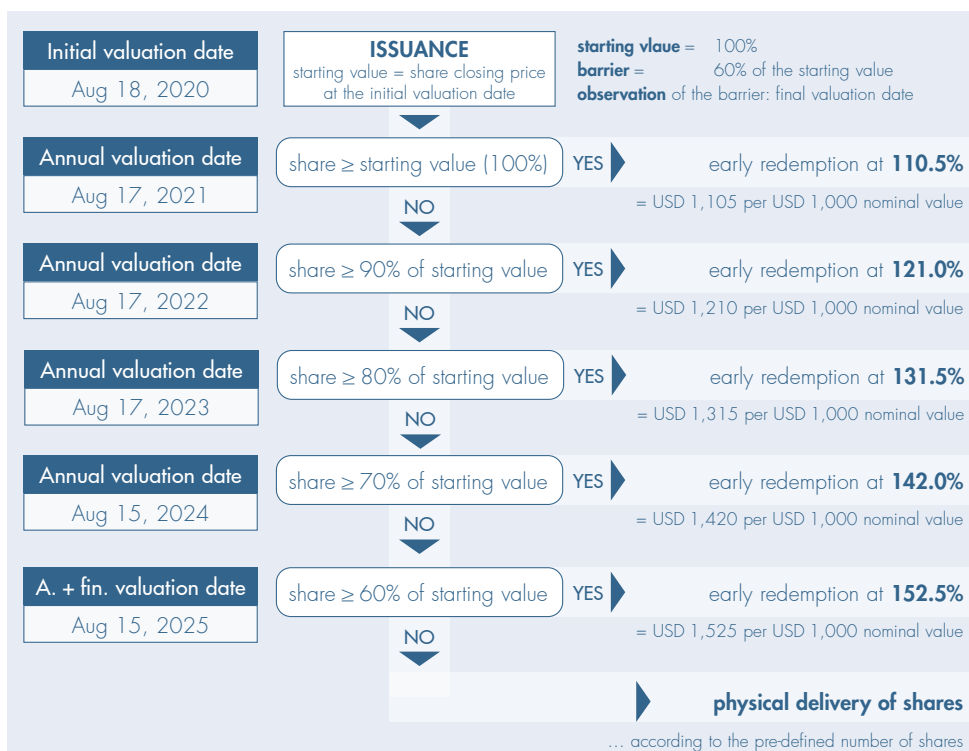 Initial valuation date
Aug 18, 2020
ISSUANCE
starting value = share closing price
at the initial valuation date
starting vlaue = 100%
barrier = 60% of the starting value
observation of the barrier: final valuation date
Annual valuation date
Aug 17, 2021
share ≥ starting value (100%)
YES
early redemption at 110.5%
= USD 1,105 per USD 1,000 nominal value
NO
Annual valuation date
Aug 17, 2022
share ≥ 90% of starting value
YES
early redemption at 121.0%
= USD 1,210 per USD 1,000 nominal value
NO
Annual valuation date
Aug 17, 2023
share ≥ 80% of starting value
YES
early redemption at 131.5%
= USD 1,315 per USD 1,000 nominal value
NO
Annual valuation date
Aug 15, 2024
share ≥ 70% of starting value
YES
early redemption at 142.0%
= USD 1,420 per USD 1,000 nominal value
NO
A. + fin. valuation date
Aug 15, 2025
share ≥ 60% of starting value
YES
early redemption at 152.5%
= USD 1,525 per USD 1,000 nominal value
NO
physical delivery of shares
... according to the pre-defined number of shares